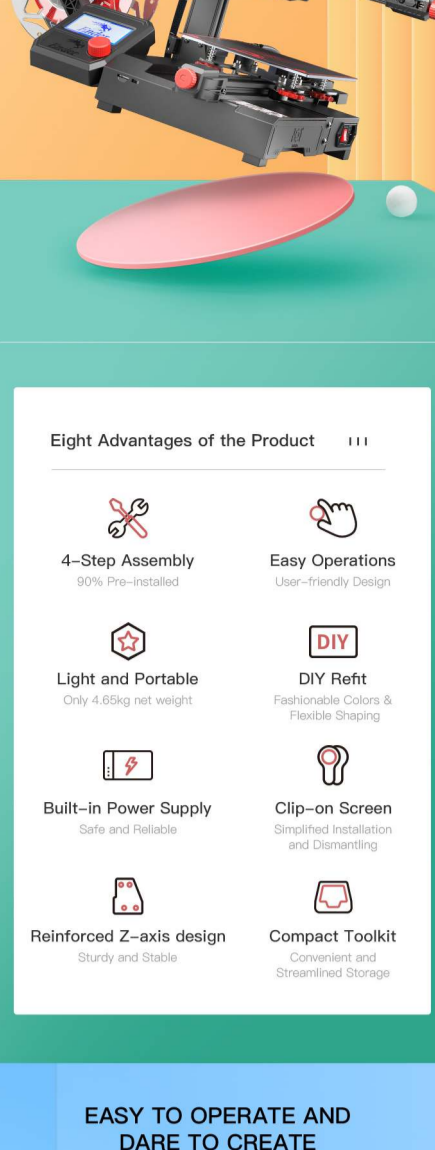 Eight Advantages of the Product
4-Step Assembly
90% Pre-installed
Easy Operations
User-friendly Design
Light and Portable
Only 4.65kg net weight
DIY
DIY Refit
Fashionable Colors &
Flexible Shaping
Built-in Power Supply
Safe and Reliable
Clip-on Screen
Simplified Installation
and Dismantling
Reinforced Z-axis design
Sturdy and Stable
Compact Toolkit
Convenient and
Streamlined Storage
EASY TO OPERATE AND
DARE TO CREATE